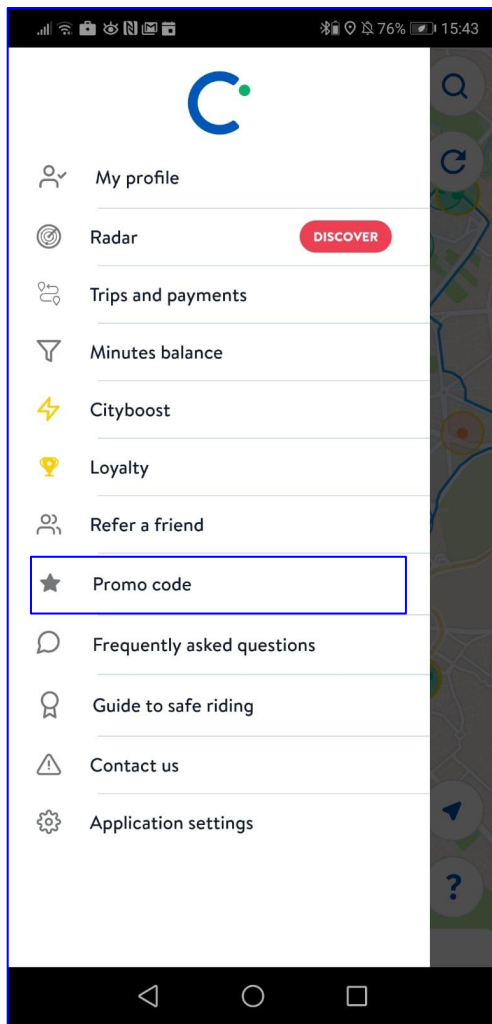 76% 15:43
My profile
Radar DISCOVER
Trips and payments
Minutes balance
Cityboost
Loyalty
Refer a friend
Promo code
Frequently asked questions
Guide to safe riding
Contact us
Application settings
?